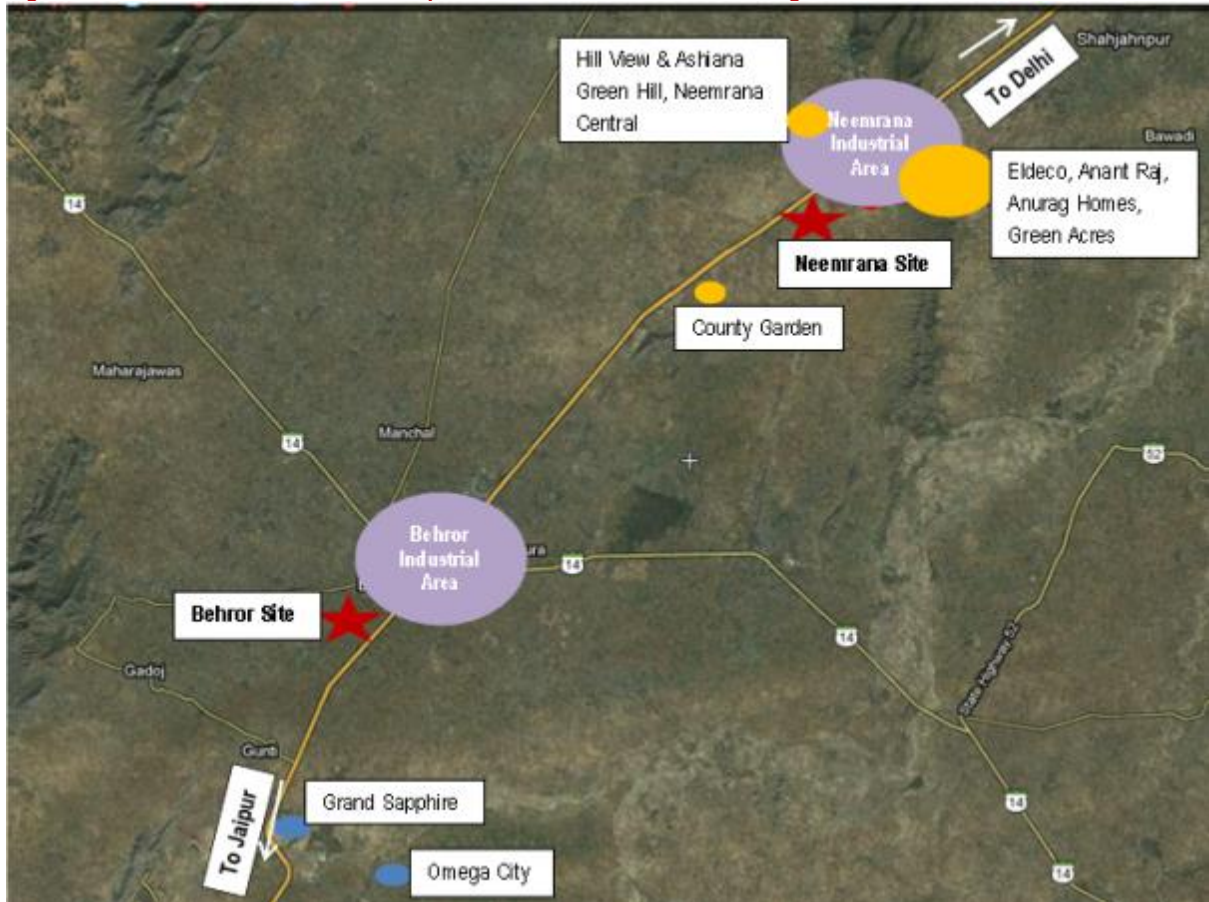 Shahjahnpur
To Delhi
Hill View & Ashiana
Green Hill, Neemrana
Central
Neemrana
Industrial
Area
Bawadi
Eldeco, Anant Raj,
Anurag Homes,
Green Acres
14
Neemrana Site
County Garden
Maharajawas
Manchal
14
52
Behror
Industrial
Area
14
Behror Site
14
State Highway 52
Gadoj
Gunti
To Jaipur
Grand Sapphire
14
Omega City